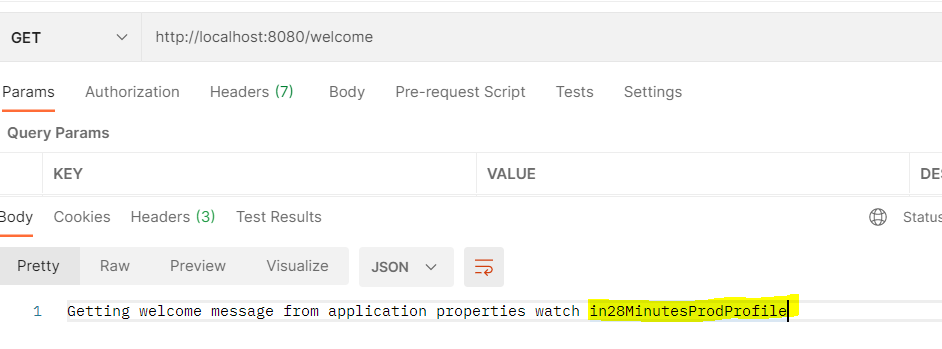 GET http://localhost:8080/welcome
Params Authorization Headers (7) Body Pre-request Script Tests Settings
Query Params
KEY VALUE DES
Body Cookies Headers (3) Test Results Status
Pretty Raw Preview Visualize JSON
1 Getting welcome message from application properties watch in28MinutesProdProfile